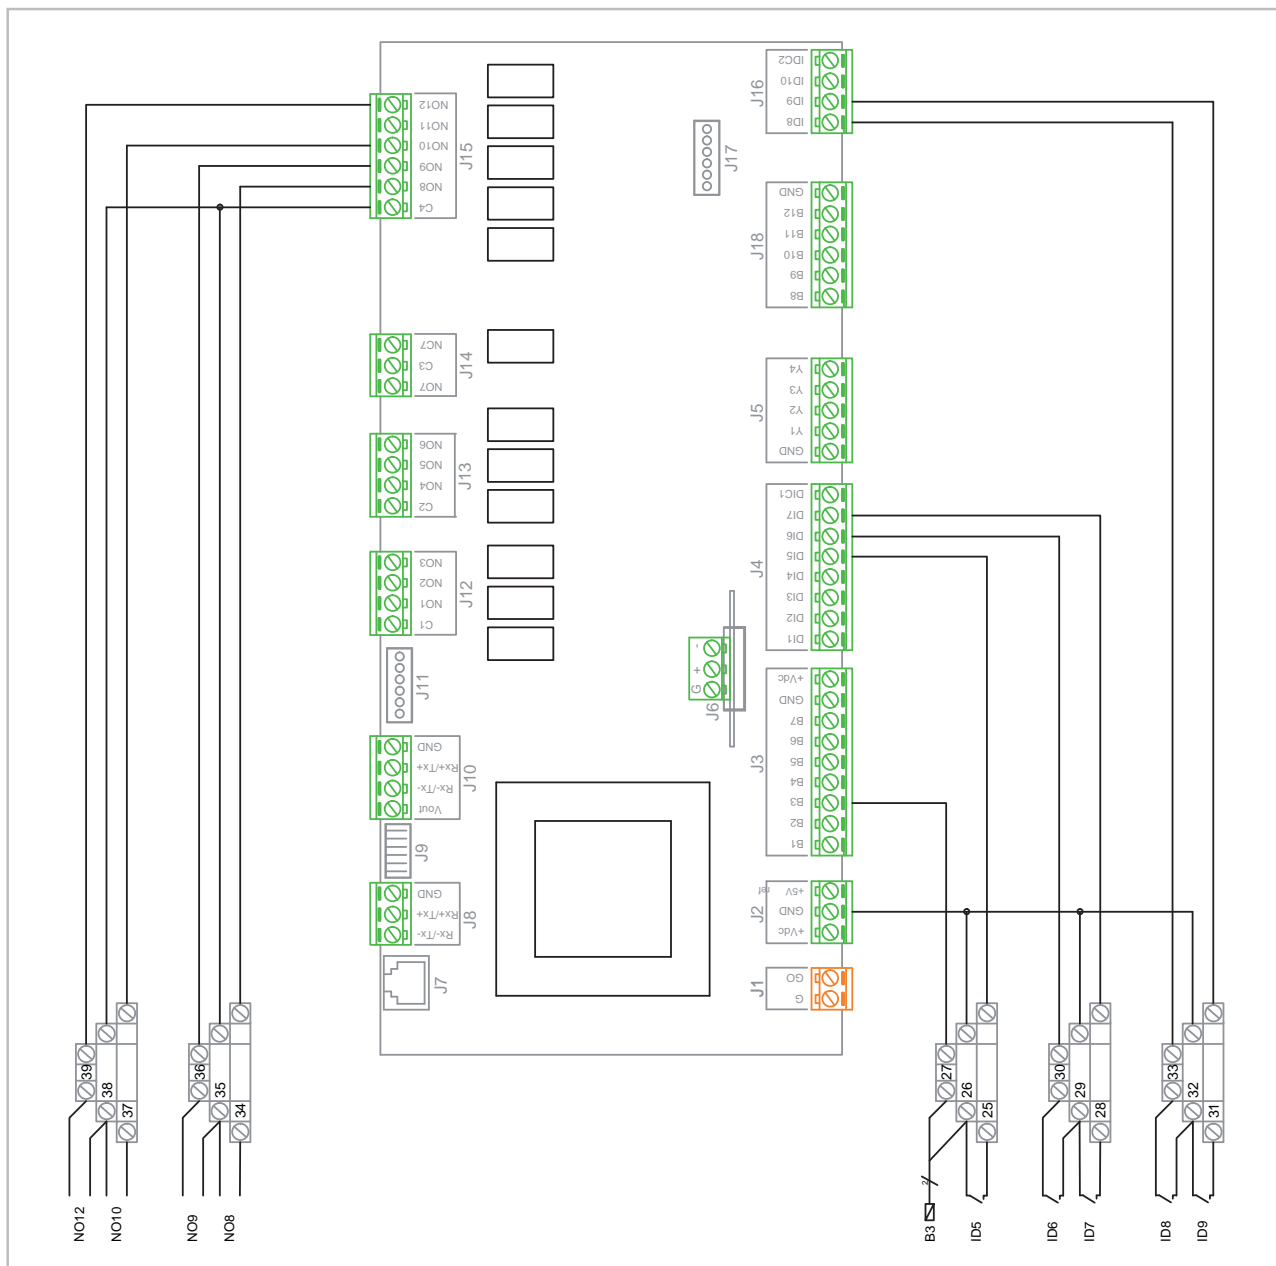 NO12
NO11
NO10
NO9
NO8
C4
J15
NC7
C3
NO7
J14
NO6
NO5
NO4
C2
J13
NO3
NO2
NO1
C1
J12
J11
GND
Rx+/Tx+
Rx-/Tx-
Vout
J10
J9
GND
Rx+/Tx+
Rx-/Tx-
J8
J7
J16
IDC2
ID10
ID9
ID8
J17
J18
GND
B12
B11
B10
B9
B8
J5
Y4
Y3
Y2
Y1
GND
J4
DIC1
DI7
DI6
DI5
DI4
DI3
DI2
DI1
J6
-
+
G
J3
+Vdc
GND
B7
B6
B5
B4
B3
B2
B1
J2
+5V ref
GND
+Vdc
J1
GO
G
39
38
37
36
35
34
27
26
25
30
29
28
33
32
31
2
NO12
NO10
NO9
NO8
B3
ID5
ID6
ID7
ID8
ID9